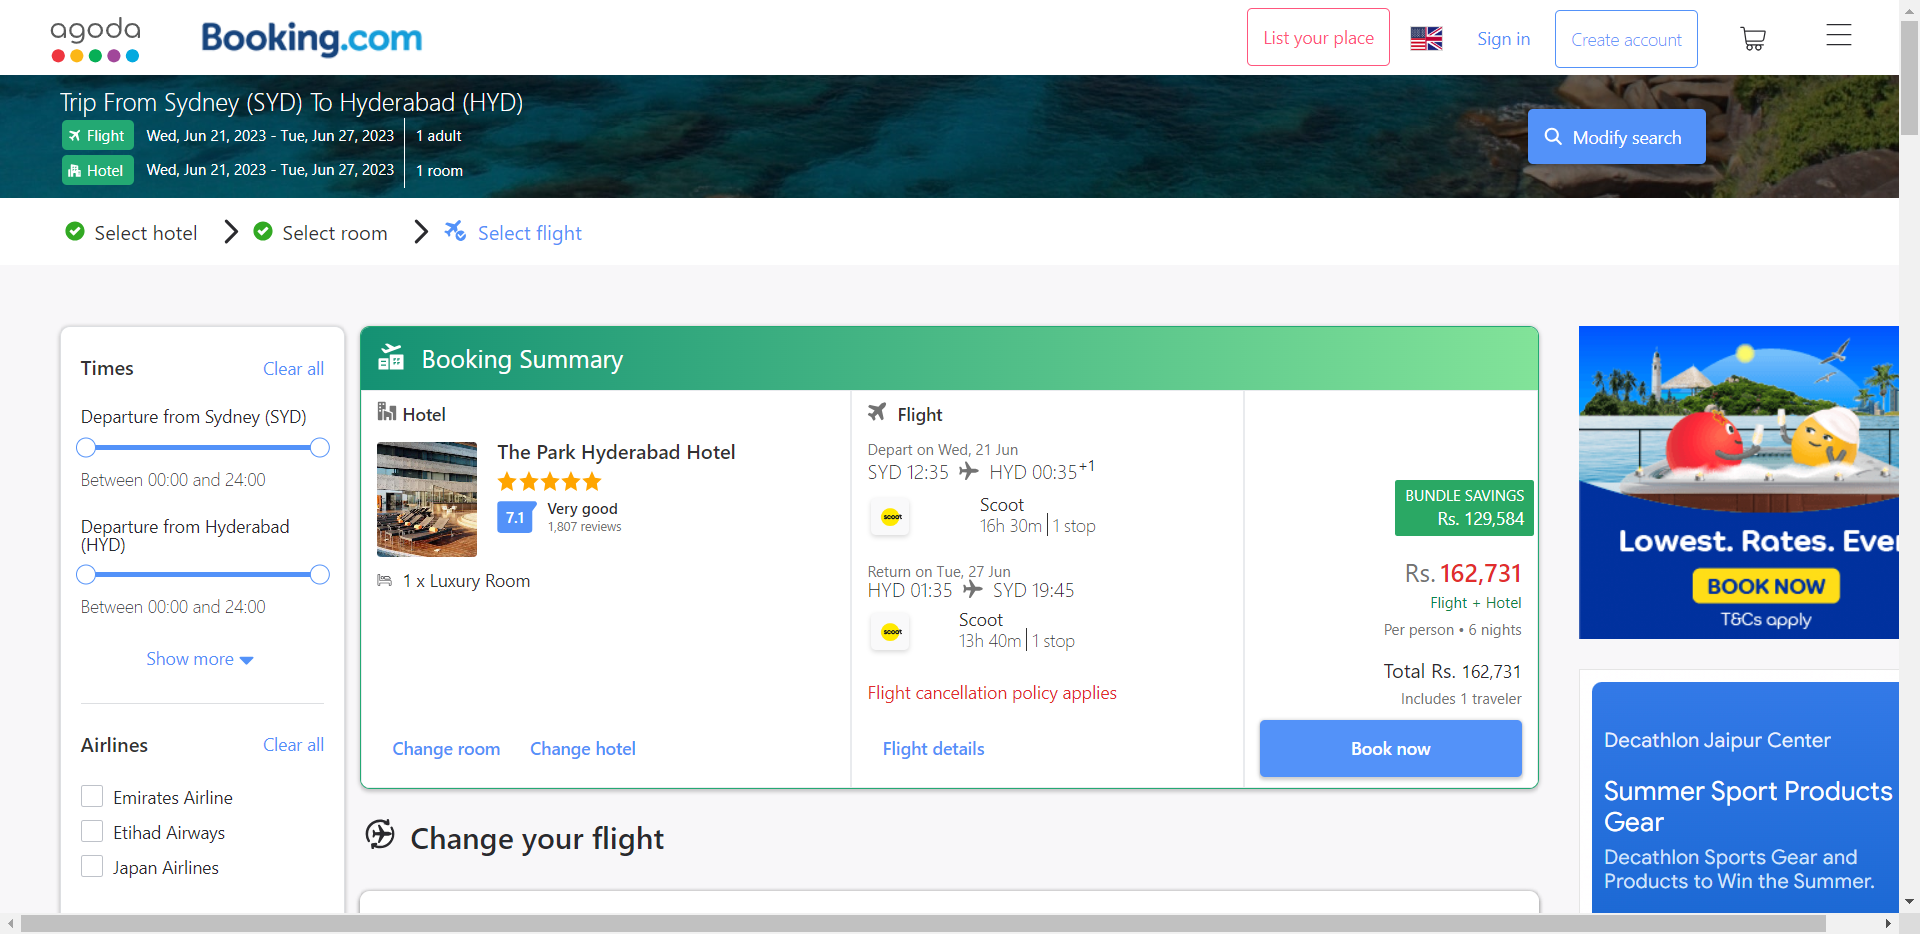 agoda
Booking.com
List your place
Sign in
Create account
Trip From Sydney (SYD) To Hyderabad (HYD)
Flight
Wed, Jun 21, 2023 - Tue, Jun 27, 2023
1 adult
Hotel
Wed, Jun 21, 2023 - Tue, Jun 27, 2023
1 room
Modify search
Select hotel
Select room
Select flight
Times
Clear all
Departure from Sydney (SYD)
Between 00:00 and 24:00
Departure from Hyderabad
(HYD)
Between 00:00 and 24:00
Show more
Airlines
Clear all
Emirates Airline
Etihad Airways
Japan Airlines
Booking Summary
Hotel
The Park Hyderabad Hotel
7.1
Very good
1,807 reviews
1 x Luxury Room
Change room
Change hotel
Flight
Depart on Wed, 21 Jun
SYD 12:35 HYD 00:35+1
scoot
Scoot
16h 30m 1 stop
Return on Tue, 27 Jun
HYD 01:35 SYD 19:45
scoot
Scoot
13h 40m 1 stop
Flight cancellation policy applies
Flight details
BUNDLE SAVINGS
Rs. 129,584
Rs. 162,731
Flight + Hotel
Per person • 6 nights
Total Rs. 162,731
Includes 1 traveler
Book now
Change your flight
Lowest. Rates. Ever
BOOK NOW
T&Cs apply
Decathlon Jaipur Center
Summer Sport Products
Gear
Decathlon Sports Gear and
Products to Win the Summer.